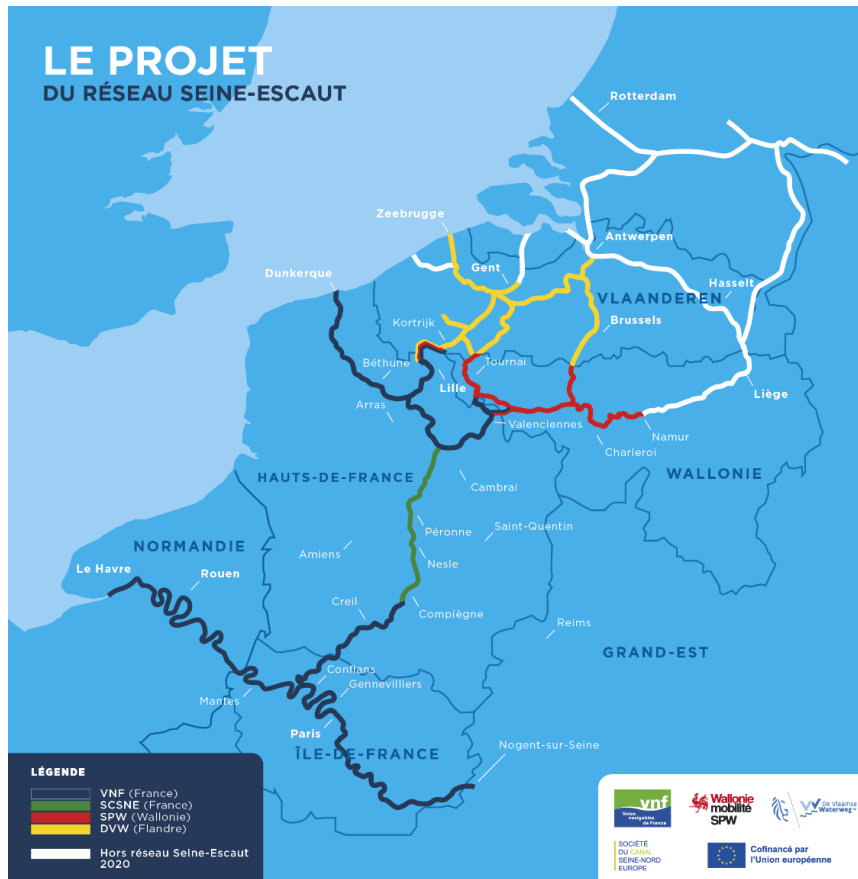 LE PROJET
DU RÉSEAU SEINE-ESCAUT
Rotterdam
Zeebrugge
Antwerpen
Gent
Dunkerque
Hasselt
VLAANDEREN
Kortrijk
Brussels
Béthune
Tournai
Lille
Liège
Arras
Valenciennes
Namur
Charleroi
WALLONIE
HAUTS-DE-FRANCE
Cambrai
Saint-Quentin
Péronne
NORMANDIE
Amiens
Nesle
Le Havre
Rouen
Creil
Compiègne
Reims
GRAND-EST
Conflans
Gennevilliers
Mantes
Paris
ÎLE-DE-FRANCE
Nogent-sur-Seine
LÉGENDE
VNF (France)
SCSNE (France)
SPW (Wallonie)
DVW (Flandre)
Hors réseau Seine-Escaut
2020
vnf
Voies
navigables
de France
Wallonie
mobilité
SPW
De Vlaamse
Waterweg
SOCIÉTÉ
DU CANAL
SEINE-NORD
EUROPE
Cofinancé par
l'Union européenne